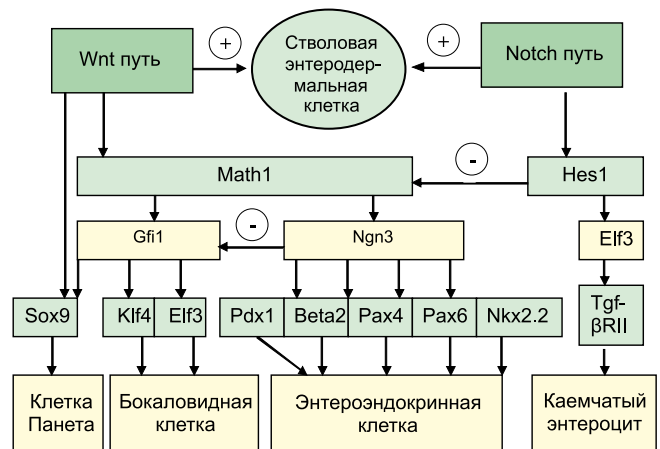 Wnt путь
+
Стволовая
энтеродер-
мальная
клетка
+
Notch путь
Math1
-
Hes1
Gfi1
-
Ngn3
Elf3
Sox9
Klf4
Elf3
Pdx1
Beta2
Pax4
Pax6
Nkx2.2
Tgf-
βRII
Клетка
Панета
Бокаловидная
клетка
Энтероэндокринная
клетка
Каемчатый
энтероцит